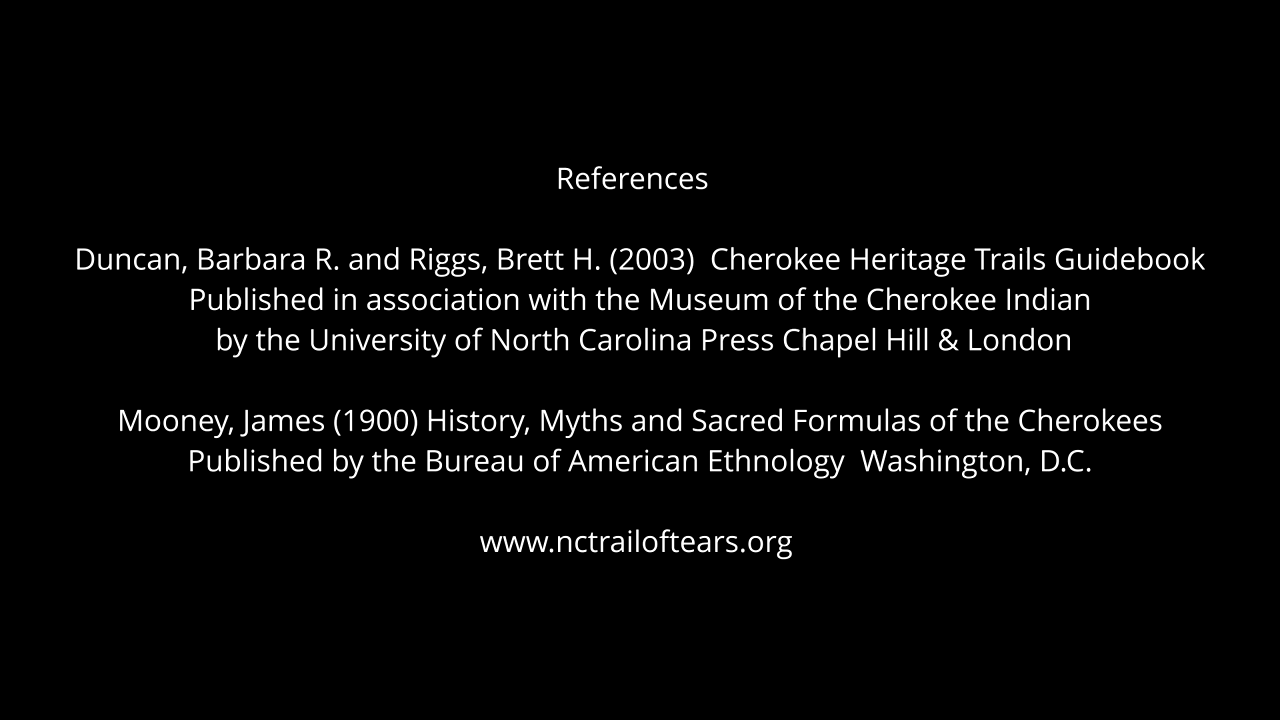 References
Duncan, Barbara R. and Riggs, Brett H. (2003)  Cherokee Heritage Trails Guidebook
Published in association with the Museum of the Cherokee Indian
by the University of North Carolina Press Chapel Hill & London
Mooney, James (1900) History, Myths and Sacred Formulas of the Cherokees
Published by the Bureau of American Ethnology  Washington, D.C.
www.nctrailoftears.org